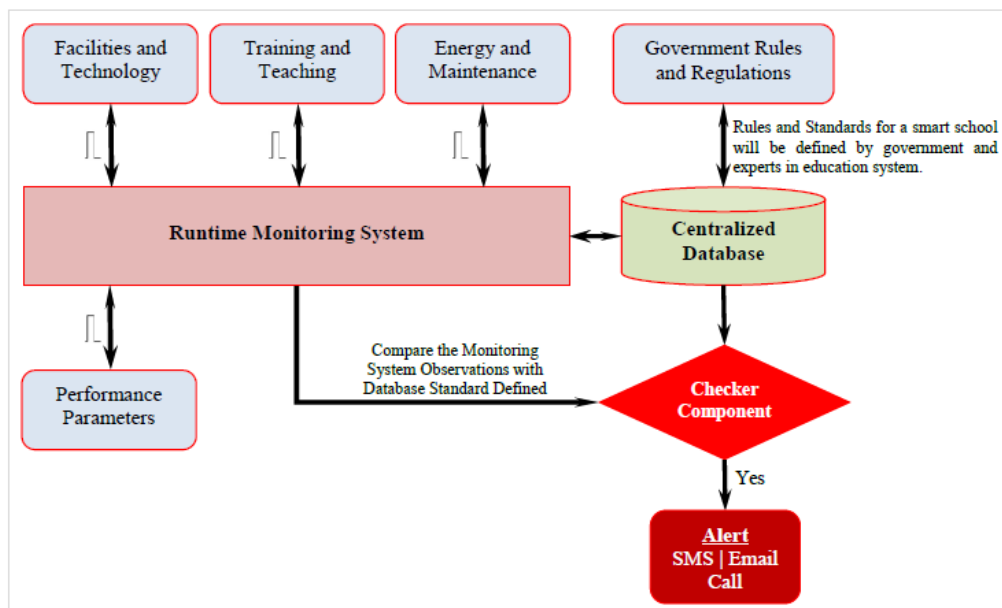 Facilities and
Technology
Training and
Teaching
Energy and
Maintenance
Government Rules
and Regulations
Rules and Standards for a smart school
will be defined by government and
experts in education system.
Runtime Monitoring System
Centralized
Database
Compare the Monitoring
System Observations with
Database Standard Defined
Performance
Parameters
Checker
Component
Yes
Alert
SMS | Email
Call